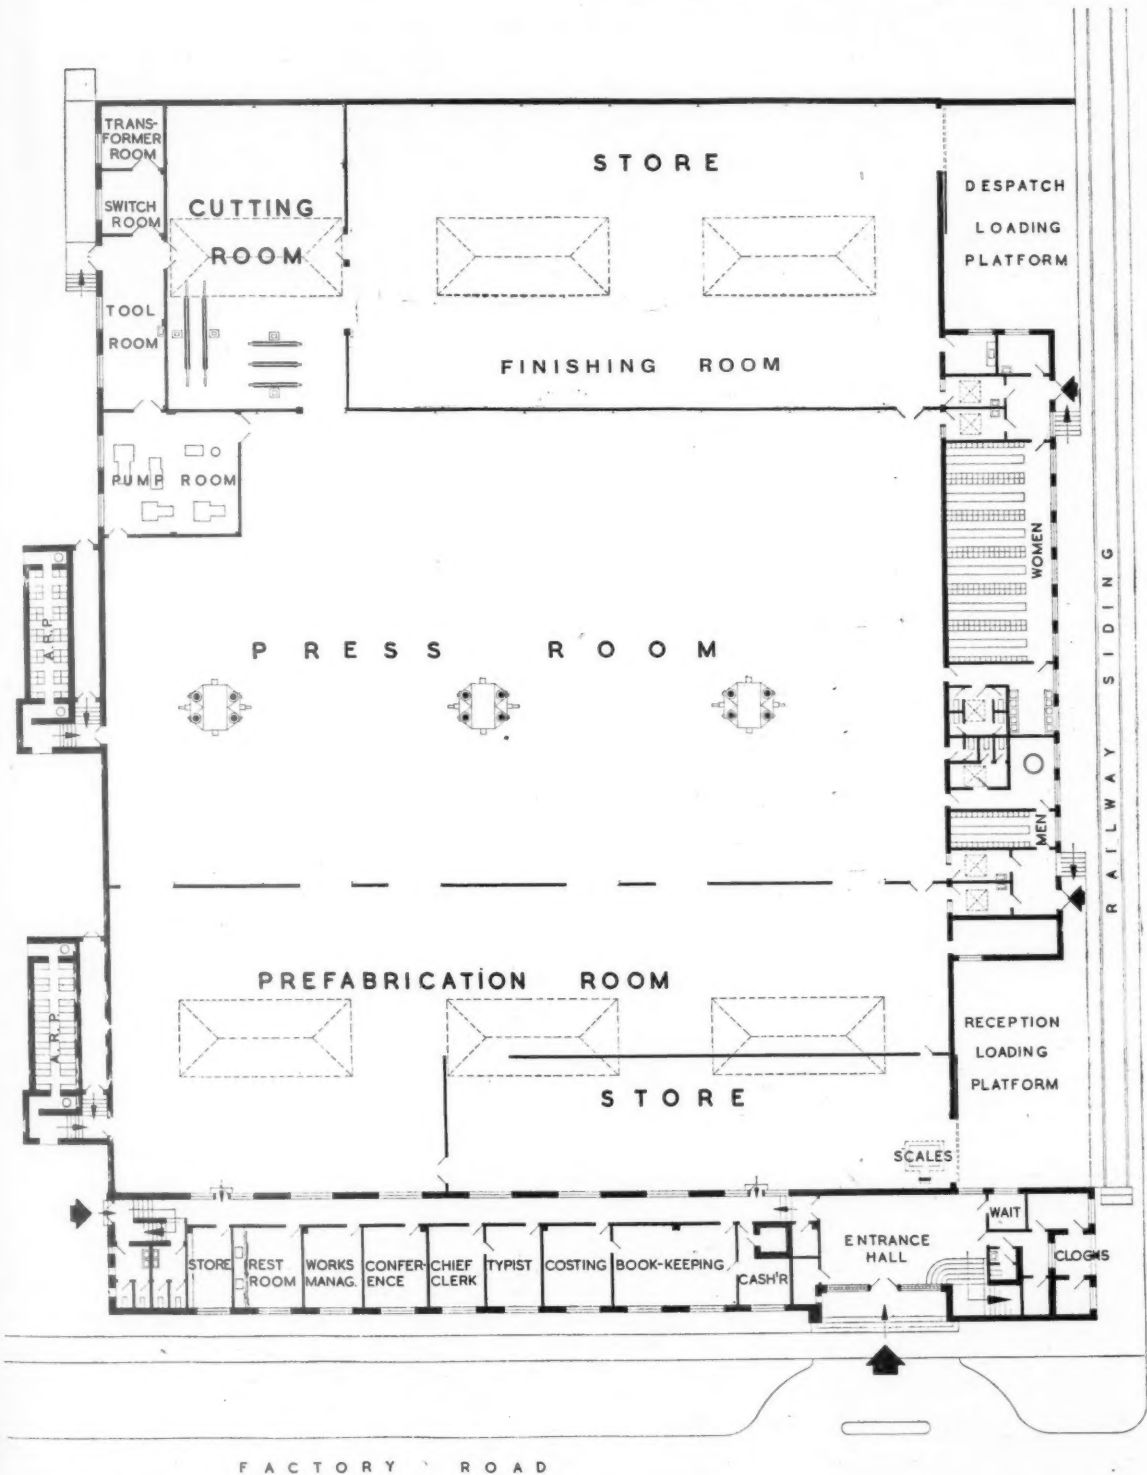 TRANS-
FORMER
ROOM
SWITCH
ROOM
CUTTING
ROOM
STORE
DESPATCH
LOADING
PLATFORM
TOOL
ROOM
FINISHING ROOM
PUMP ROOM
WOMEN
A.R.P.
PRESS ROOM
RAILWAY SIDING
MEN
PREFABRICATION ROOM
A.R.P.
RECEPTION
LOADING
PLATFORM
STORE
SCALES
WAIT
ENTRANCE
HALL
CLOCKS
STORE
REST
ROOM
WORKS
MANAG.
CONFER-
ENCE
CHIEF
CLERK
TYPIST
COSTING
BOOK-KEEPING
CASH'R
FACTORY ROAD